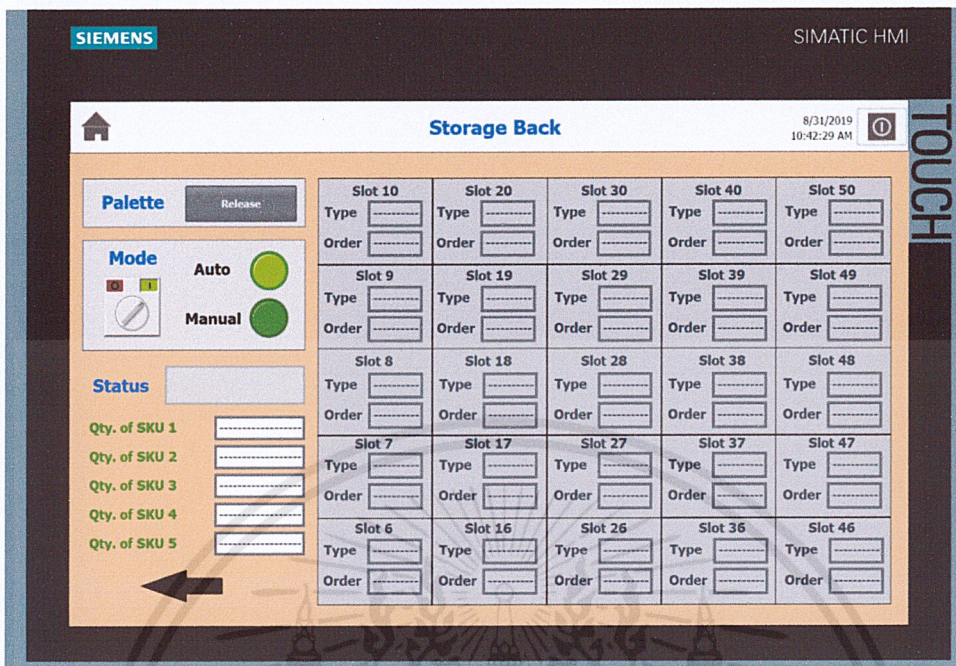 SIEMENS
SIMATIC HMI
TOUCH
Storage Back
8/31/2019
10:42:29 AM
Palette
Release
Mode
O I
Auto
Manual
Status
Qty. of SKU 1
Qty. of SKU 2
Qty. of SKU 3
Qty. of SKU 4
Qty. of SKU 5
Slot 10 Slot 20 Slot 30 Slot 40 Slot 50
Type Type Type Type Type
Order Order Order Order Order
Slot 9 Slot 19 Slot 29 Slot 39 Slot 49
Type Type Type Type Type
Order Order Order Order Order
Slot 8 Slot 18 Slot 28 Slot 38 Slot 48
Type Type Type Type Type
Order Order Order Order Order
Slot 7 Slot 17 Slot 27 Slot 37 Slot 47
Type Type Type Type Type
Order Order Order Order Order
Slot 6 Slot 16 Slot 26 Slot 36 Slot 46
Type Type Type Type Type
Order Order Order Order Order